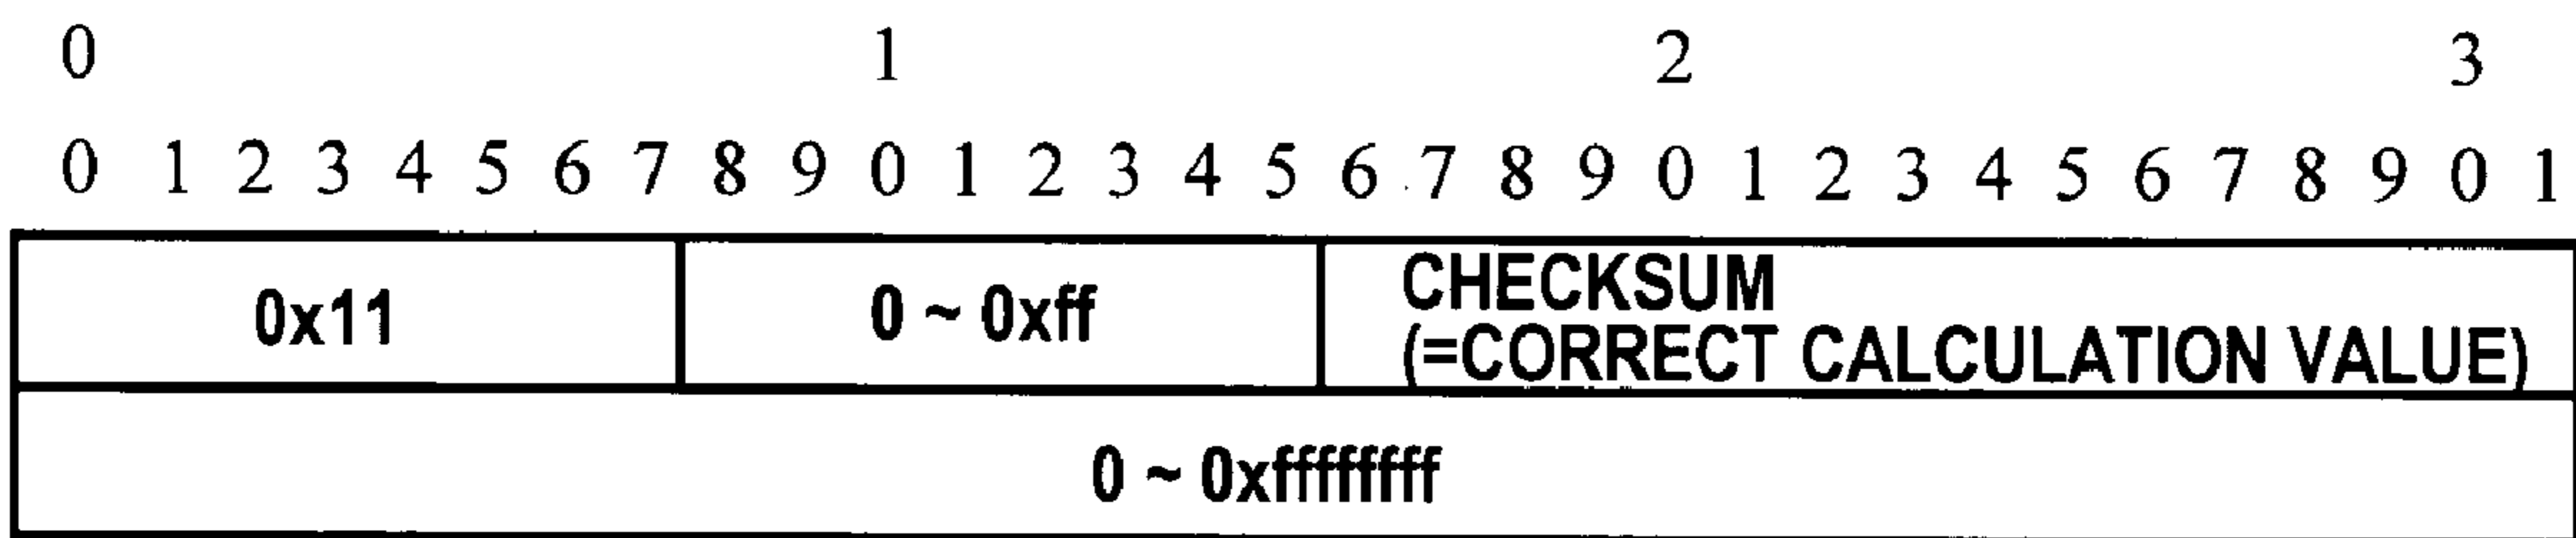 0 1 2 3
0 1 2 3 4 5 6 7 8 9 0 1 2 3 4 5 6 7 8 9 0 1 2 3 4 5 6 7 8 9 0 1
0x11 0 ~ 0xff CHECKSUM
(=CORRECT CALCULATION VALUE)
0 ~ 0xffffffff